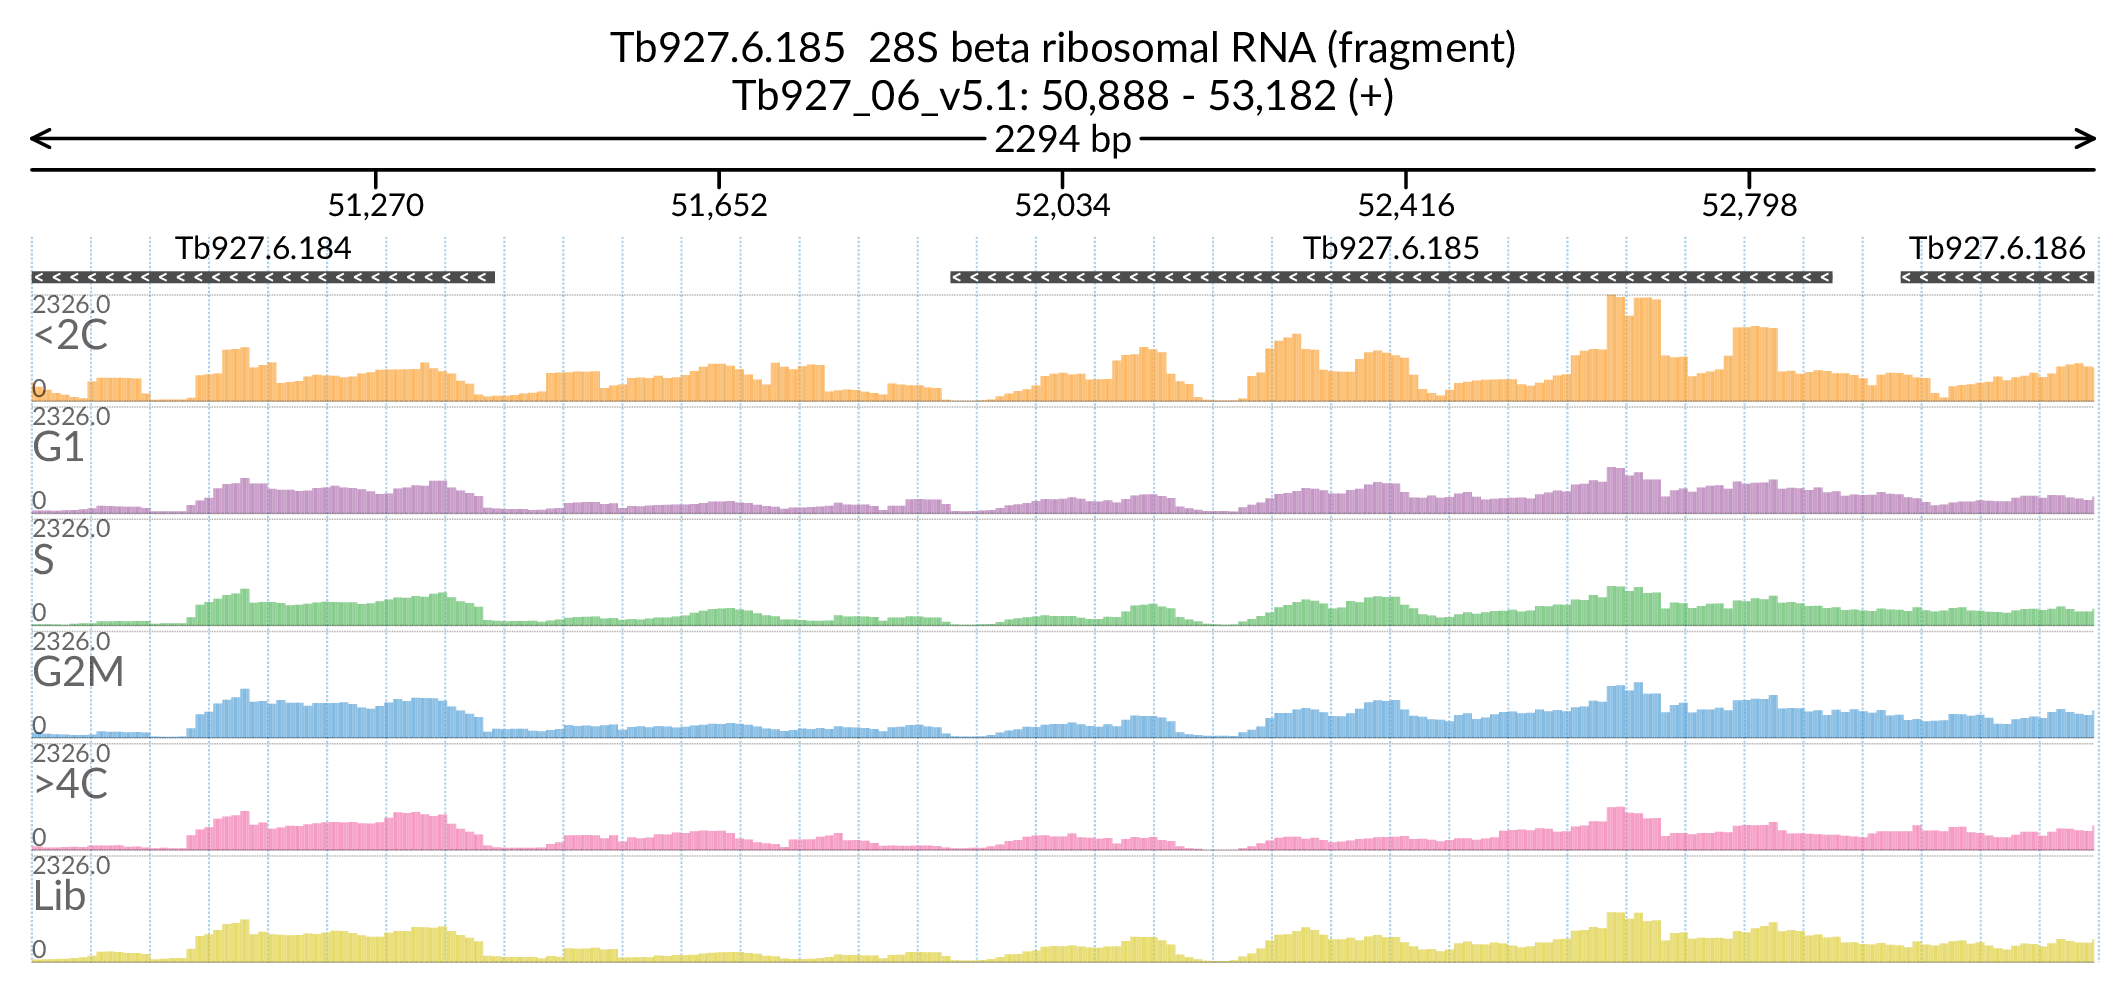 Tb927.6.185  28S beta ribosomal RNA (fragment)
Tb927_06_v5.1: 50,888 - 53,182 (+)
2294 bp
51,270 51,652 52,034 52,416 52,798
Tb927.6.184 Tb927.6.185 Tb927.6.186
2326.0
<2C
0
2326.0
G1
0
2326.0
S
0
2326.0
G2M
0
2326.0
>4C
0
2326.0
Lib
0